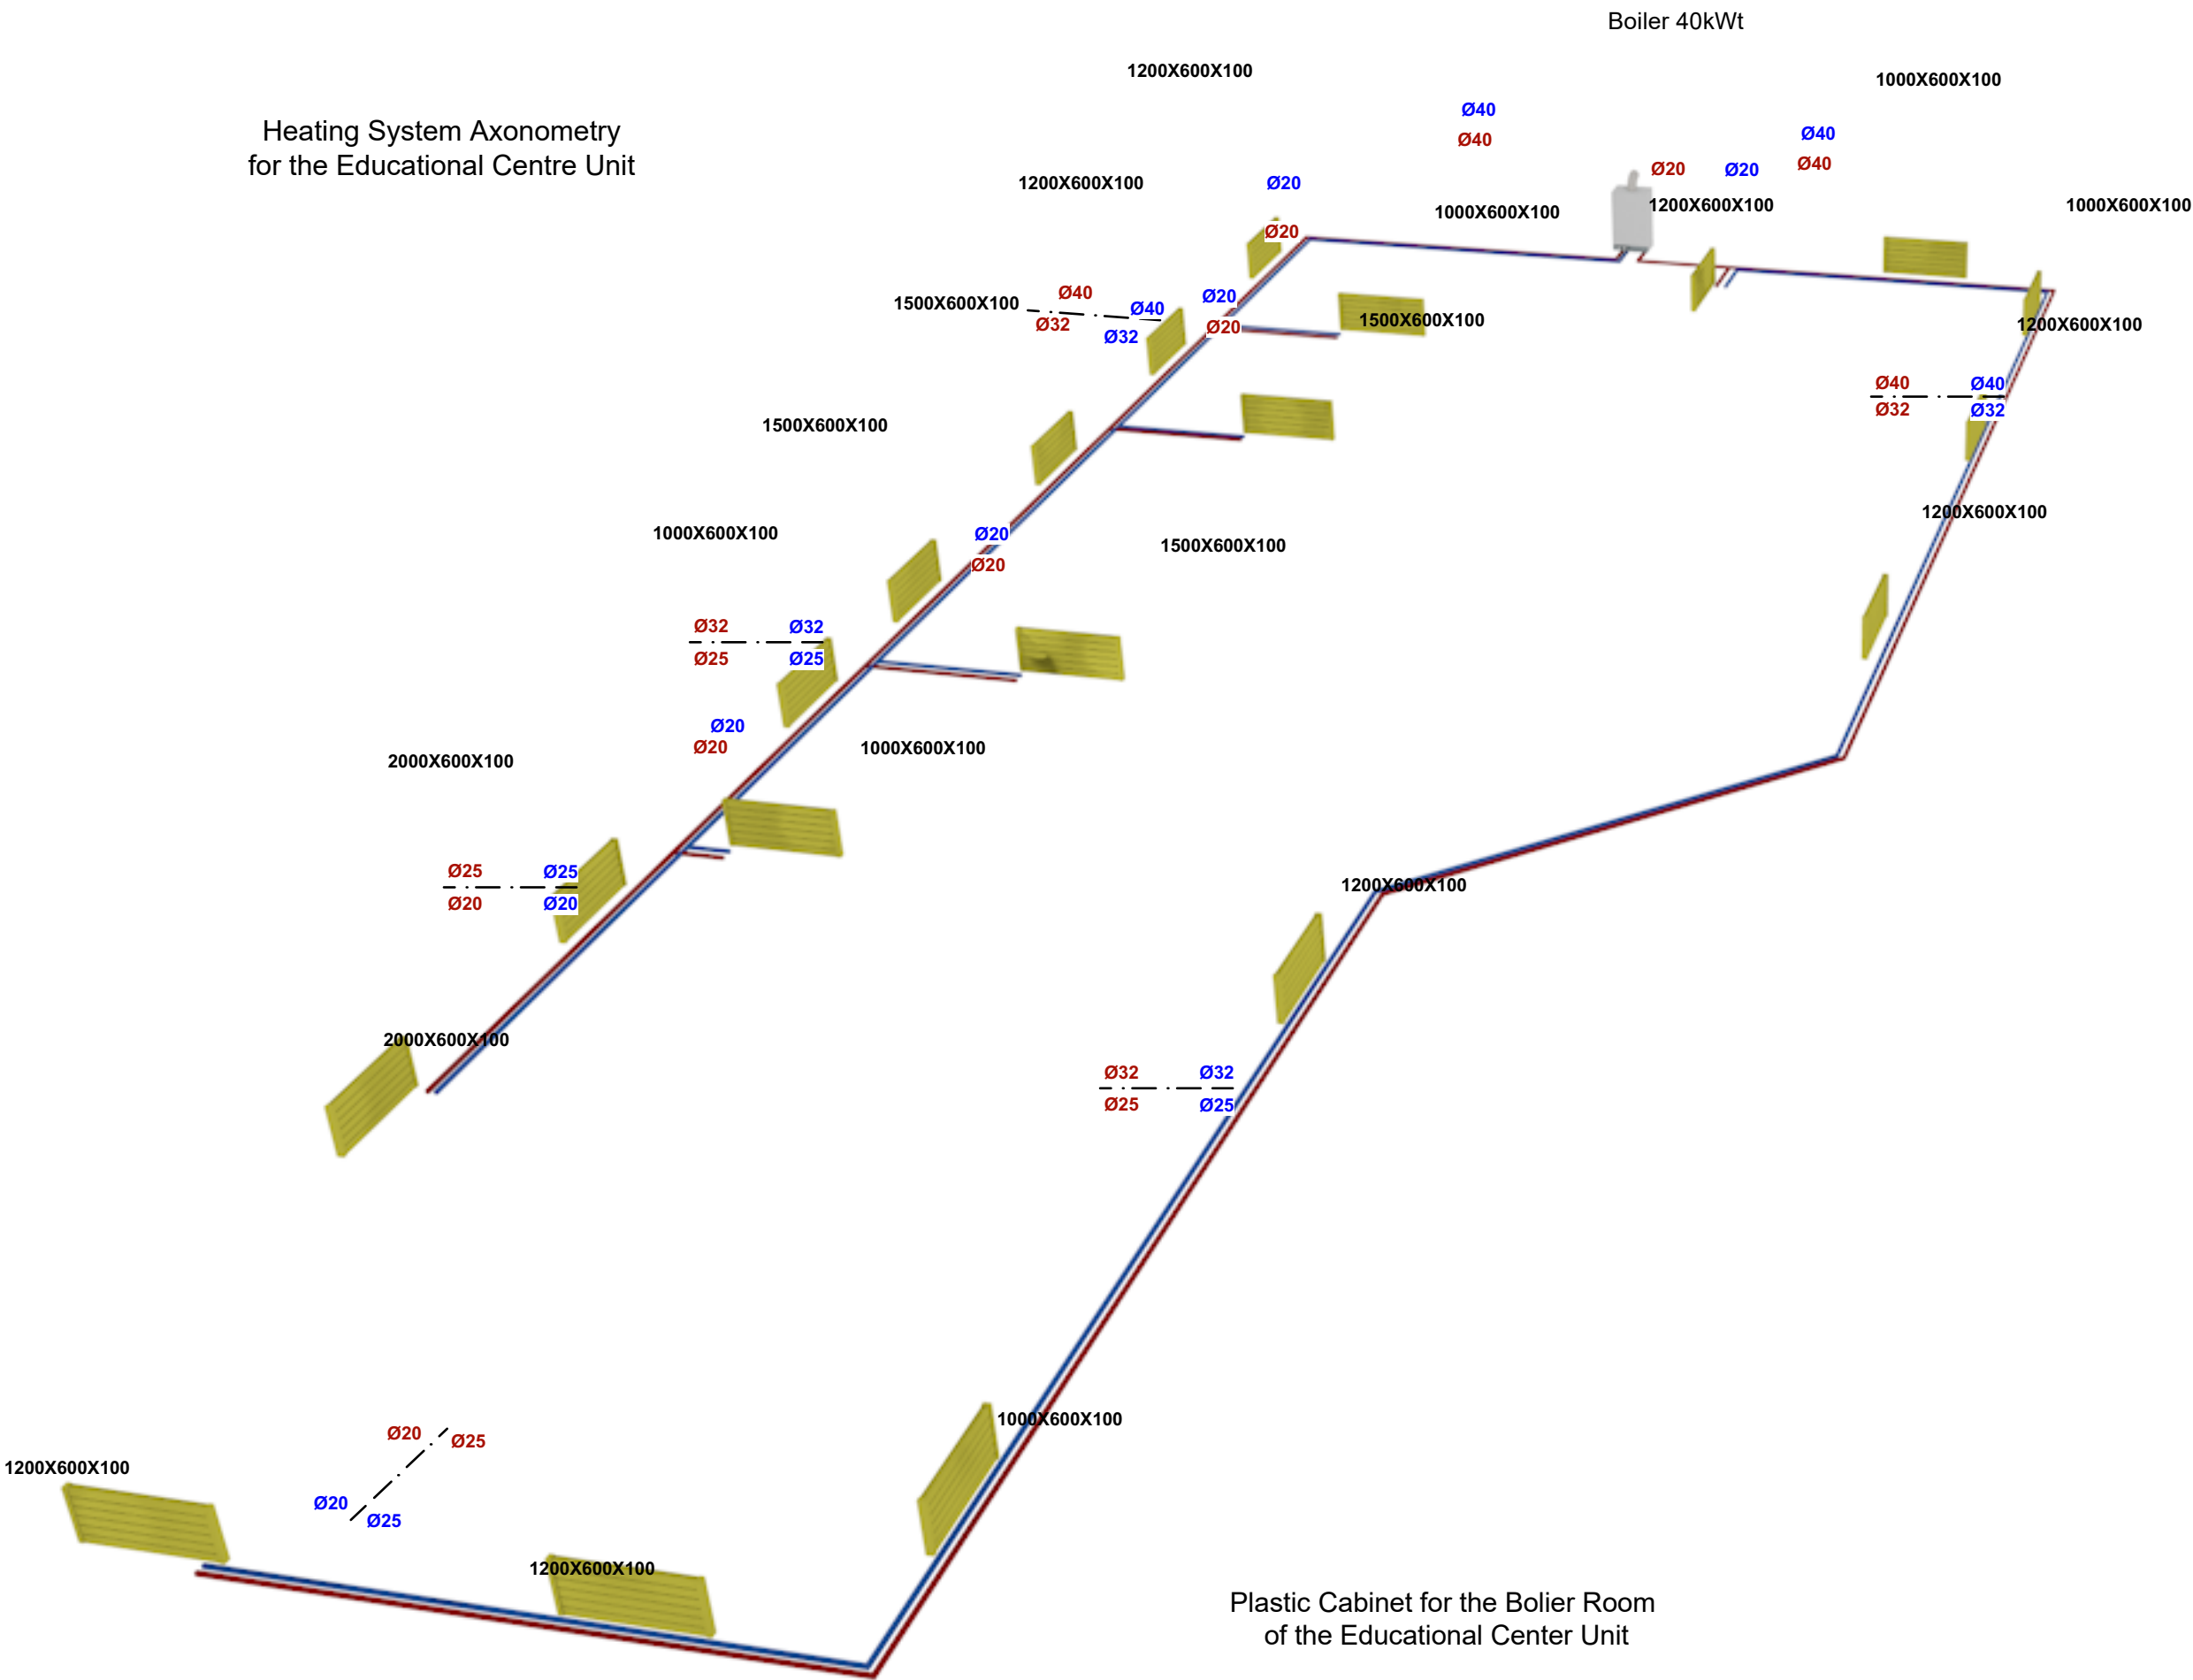 Boiler 40kWt
1200X600X100
1000X600X100
Ø40
Ø40
Heating System Axonometry
for the Educational Centre Unit
Ø40
Ø40
Ø20
Ø20
1200X600X100
Ø20
1000X600X100
1200X600X100
1000X600X100
Ø20
1500X600X100
Ø40
Ø40
Ø32
Ø32
Ø20
Ø20
1500X600X100
1200X600X100
Ø40
Ø40
Ø32
Ø32
1500X600X100
1200X600X100
1000X600X100
Ø20
Ø20
1500X600X100
Ø32
Ø32
Ø25
Ø25
Ø20
Ø20
1000X600X100
2000X600X100
Ø25
Ø25
Ø20
Ø20
1200X600X100
2000X600X100
Ø32
Ø32
Ø25
Ø25
1000X600X100
Ø20
Ø25
1200X600X100
Ø20
Ø25
1200X600X100
Plastic Cabinet for the Bolier Room
of the Educational Center Unit